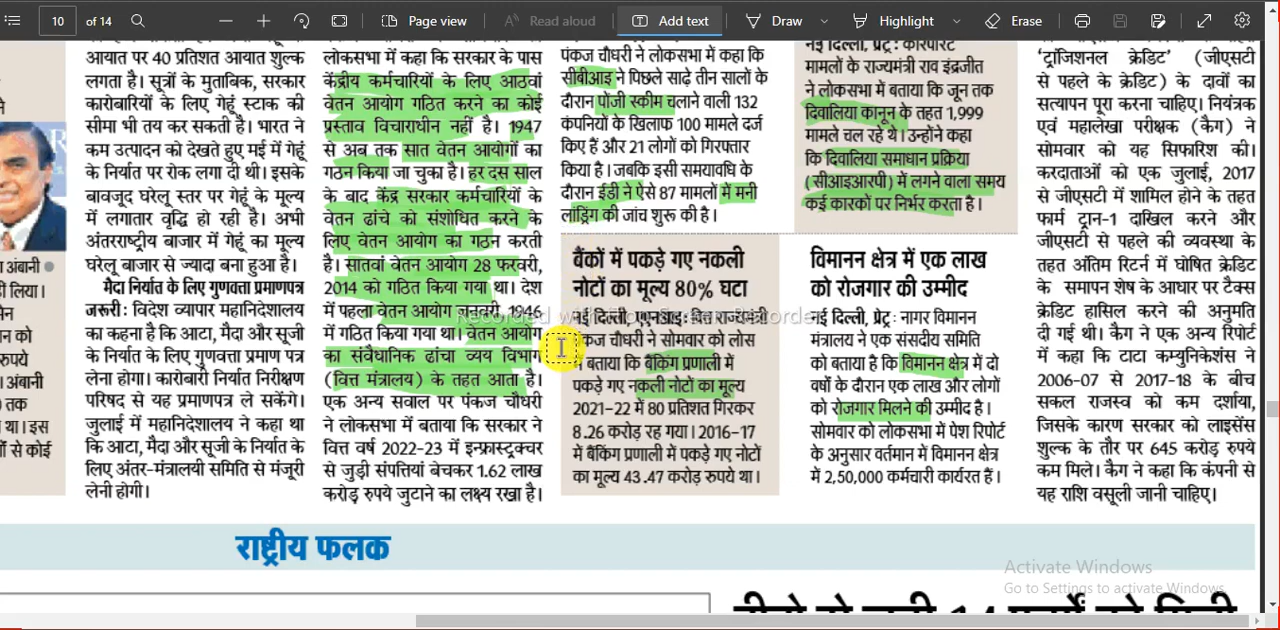 10 of 14
Page view
Read aloud
Add text
Draw
Highlight
Erase
आयात पर 40 प्रतिशत आयात शुल्क
लगता है। सूत्रों के मुताबिक, सरकार
कारोबारियों के लिए गेहूं स्टाक की
सीमा भी तय कर सकती है। भारत ने
कम उत्पादन को देखते हुए मई में गेहूं
के निर्यात पर रोक लगा दी थी। इसके
बावजूद घरेलू स्तर पर गेहूं के मूल्य
में लगातार वृद्धि हो रही है। अभी
अंतरराष्ट्रीय बाजार में गेहूं का मूल्य
घरेलू बाजार से ज्यादा बना हुआ है।
मैदा निर्यात के लिए गुणवत्ता प्रमाणपत्र
जरूरी: विदेश व्यापार महानिदेशालय
का कहना है कि आटा, मैदा और सूजी
के निर्यात के लिए गुणवत्ता प्रमाण पत्र
लेना होगा। कारोबारी निर्यात निरीक्षण
परिषद से यह प्रमाणपत्र ले सकेंगे।
जुलाई में महानिदेशालय ने कहा था
कि आटा, मैदा और सूजी के निर्यात के
लिए अंतर-मंत्रालयी समिति से मंजूरी
लेनी होगी।
अंबानी
लिया।
को
रुपये
अंबानी
तक
था। इस
से कोई
लोकसभा में कहा कि सरकार के पास
केंद्रीय कर्मचारियों के लिए आठवां
वेतन आयोग गठित करने का कोई
प्रस्ताव विचाराधीन नहीं है। 1947
से अब तक सात वेतन आयोगों का
गठन किया जा चुका है। हर दस साल
के बाद केंद्र सरकार कर्मचारियों के
वेतन ढांचे को संशोधित करने के
लिए वेतन आयोग का गठन करती
है। सातवां वेतन आयोग 28 फरवरी,
2014 को गठित किया गया था। देश
में पहला वेतन आयोग जनवरी, 1946
में गठित किया गया था। वेतन आयोग
का संवैधानिक ढांचा व्यय विभाग
(वित्त मंत्रालय) के तहत आता है।
एक अन्य सवाल पर पंकज चौधरी
ने लोकसभा में बताया कि सरकार ने
वित्त वर्ष 2022-23 में इन्फ्रास्ट्रक्चर
से जुड़ी संपत्तियां बेचकर 1.62 लाख
करोड़ रुपये जुटाने का लक्ष्य रखा है।
पंकज चौधरी ने लोकसभा में कहा कि
सीबीआइ ने पिछले साढ़े तीन सालों के
दौरान पोंजी स्कीम चलाने वाली 132
कंपनियों के खिलाफ 100 मामले दर्ज
किए हैं और 21 लोगों को गिरफ्तार
किया है। जबकि इसी समयावधि के
दौरान ईडी ने ऐसे 87 मामलों में मनी
लांड्रिंग की जांच शुरू की है।
बैंकों में पकड़े गए नकली
नोटों का मूल्य 80% घटा
नई दिल्ली, एएनआइ: वित्त राज्यमंत्री
पंकज चौधरी ने सोमवार को लोस
में बताया कि बैंकिंग प्रणाली में
पकड़े गए नकली नोटों का मूल्य
2021-22 में 80 प्रतिशत गिरकर
8.26 करोड़ रह गया। 2016-17
में बैंकिंग प्रणाली में पकड़े गए नोटों
का मूल्य 43.47 करोड़ रुपये था।
नई दिल्ली, प्रेट्र: कारपोरेट
मामलों के राज्यमंत्री राव इंद्रजीत
ने लोकसभा में बताया कि जून तक
दिवालिया कानून के तहत 1,999
मामले चल रहे थे। उन्होंने कहा
कि दिवालिया समाधान प्रक्रिया
(सीआइआरपी) में लगने वाला समय
कई कारकों पर निर्भर करता है।
विमानन क्षेत्र में एक लाख
को रोजगार की उम्मीद
नई दिल्ली, प्रेट्र: नागर विमानन
मंत्रालय ने एक संसदीय समिति
को बताया है कि विमानन क्षेत्र में दो
वर्षों के दौरान एक लाख और लोगों
को रोजगार मिलने की उम्मीद है।
सोमवार को लोकसभा में पेश रिपोर्ट
के अनुसार वर्तमान में विमानन क्षेत्र
में 2,50,000 कर्मचारी कार्यरत हैं।
'ट्रांजिशनल क्रेडिट' (जीएसटी
से पहले के क्रेडिट) के दावों का
सत्यापन पूरा करना चाहिए। नियंत्रक
एवं महालेखा परीक्षक (कैग) ने
सोमवार को यह सिफारिश की।
करदाताओं को एक जुलाई, 2017
से जीएसटी में शामिल होने के तहत
फार्म ट्रान-1 दाखिल करने और
जीएसटी से पहले की व्यवस्था के
तहत अंतिम रिटर्न में घोषित क्रेडिट
के समापन शेष के आधार पर टैक्स
क्रेडिट हासिल करने की अनुमति
दी गई थी। कैग ने एक अन्य रिपोर्ट
में कहा कि टाटा कम्युनिकेशंस ने
2006-07 से 2017-18 के बीच
सकल राजस्व को कम दर्शाया,
जिसके कारण सरकार को लाइसेंस
शुल्क के तौर पर 645 करोड़ रुपये
कम मिले। कैग ने कहा कि कंपनी से
यह राशि वसूली जानी चाहिए।
राष्ट्रीय फलक
Activate Windows
Go to Settings to activate Windows.